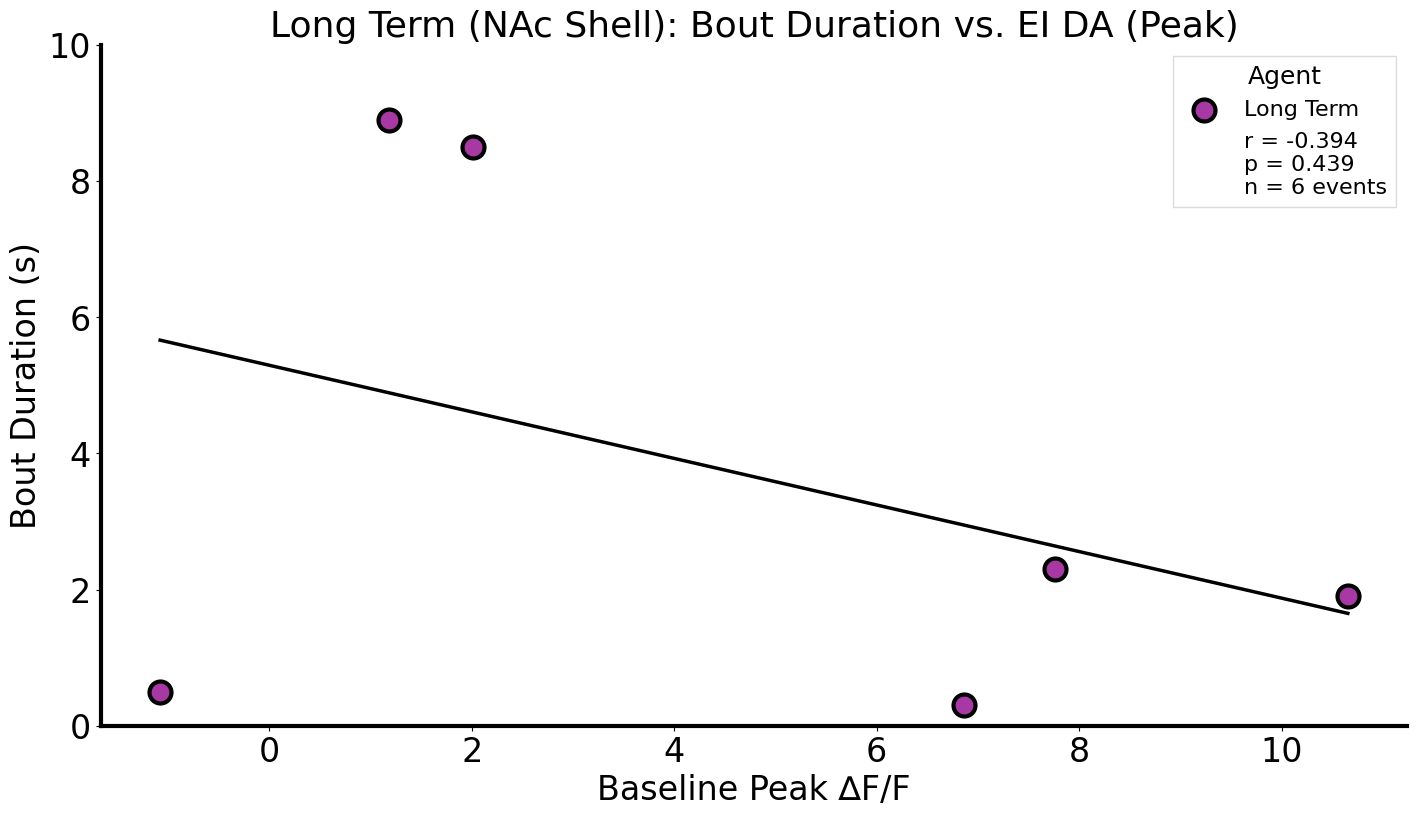 Long Term (NAc Shell): Bout Duration vs. EI DA (Peak)
Agent
Long Term
r = -0.394
p = 0.439
n = 6 events
Bout Duration (s)
10
8
6
4
2
0
0 2 4 6 8 10
Baseline Peak ΔF/F